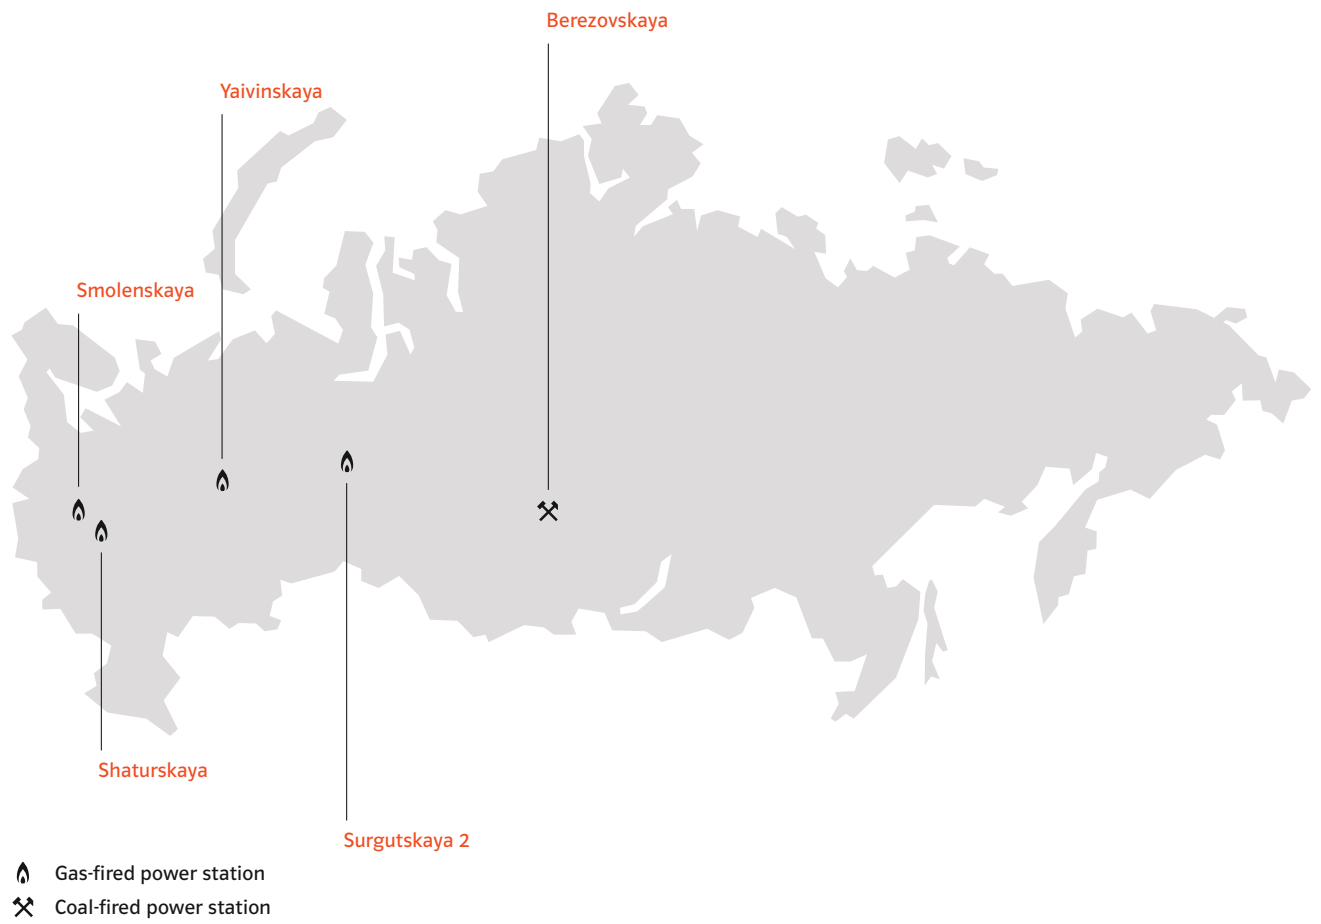 Berezovskaya
Yaivinskaya
Smolenskaya
Shaturskaya
Surgutskaya 2
Gas-fired power station
Coal-fired power station